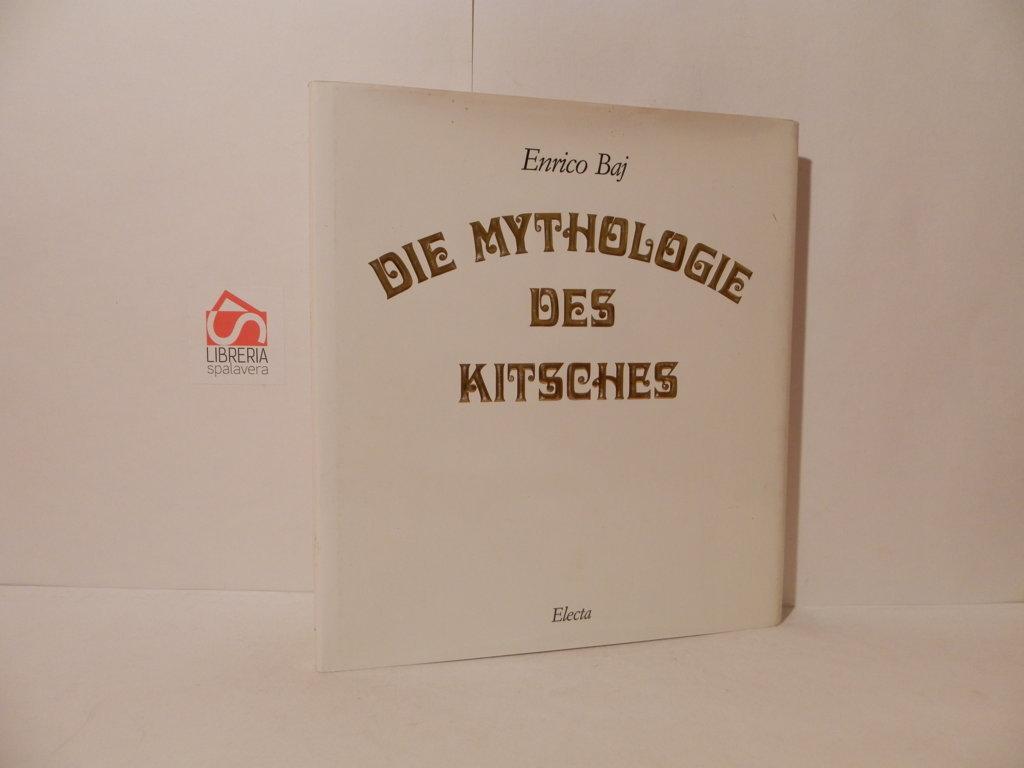 Enrico Baj
DIE MYTHOLOGIE
DES
KITSCHES
Electa
LIBRERIA
spalavera